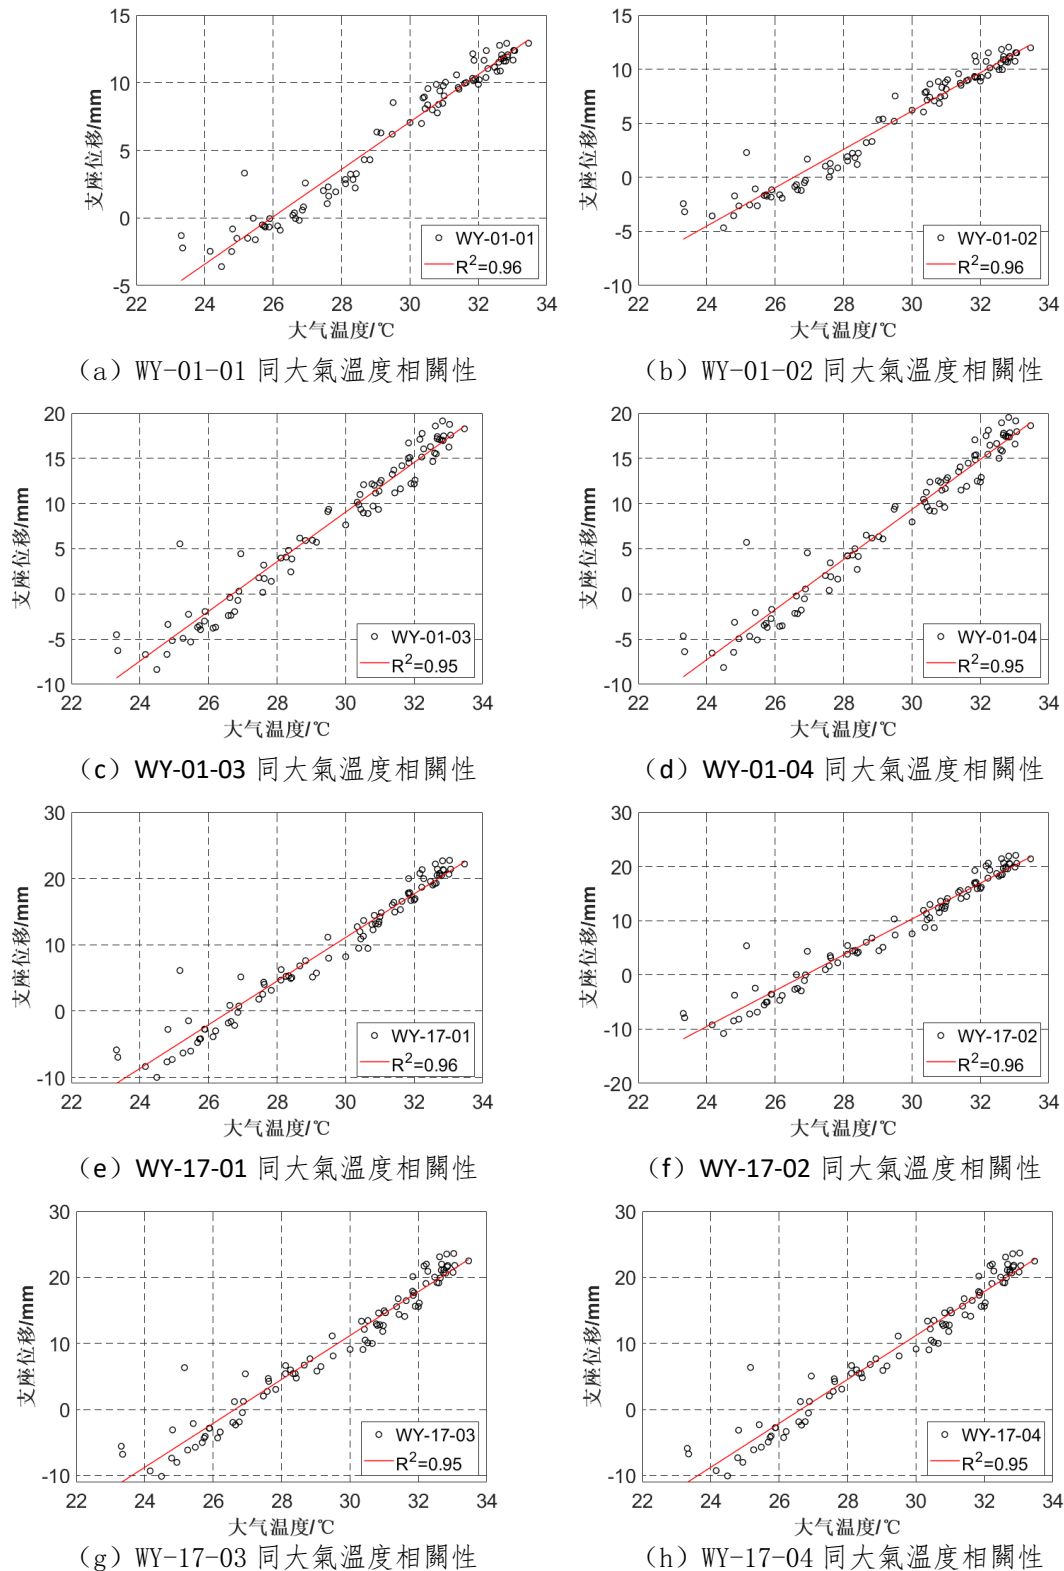 15
10
5
0
-5
22 24 26 28 30 32 34
支座位移/mm
大气温度/℃
WY-01-01
R²=0.96
15
10
5
0
-5
-10
22 24 26 28 30 32 34
支座位移/mm
大气温度/℃
WY-01-02
R²=0.96
（a）WY-01-01 同大氣溫度相關性
（b）WY-01-02 同大氣溫度相關性
20
15
10
5
0
-5
-10
22 24 26 28 30 32 34
支座位移/mm
大气温度/℃
WY-01-03
R²=0.95
20
15
10
5
0
-5
-10
22 24 26 28 30 32 34
支座位移/mm
大气温度/℃
WY-01-04
R²=0.95
（c）WY-01-03 同大氣溫度相關性
（d）WY-01-04 同大氣溫度相關性
30
20
10
0
-10
22 24 26 28 30 32 34
支座位移/mm
大气温度/℃
WY-17-01
R²=0.96
30
20
10
0
-10
-20
22 24 26 28 30 32 34
支座位移/mm
大气温度/℃
WY-17-02
R²=0.96
（e）WY-17-01 同大氣溫度相關性
（f）WY-17-02 同大氣溫度相關性
30
20
10
0
-10
22 24 26 28 30 32 34
支座位移/mm
大气温度/℃
WY-17-03
R²=0.95
30
20
10
0
-10
22 24 26 28 30 32 34
支座位移/mm
大气温度/℃
WY-17-04
R²=0.95
（g）WY-17-03 同大氣溫度相關性
（h）WY-17-04 同大氣溫度相關性